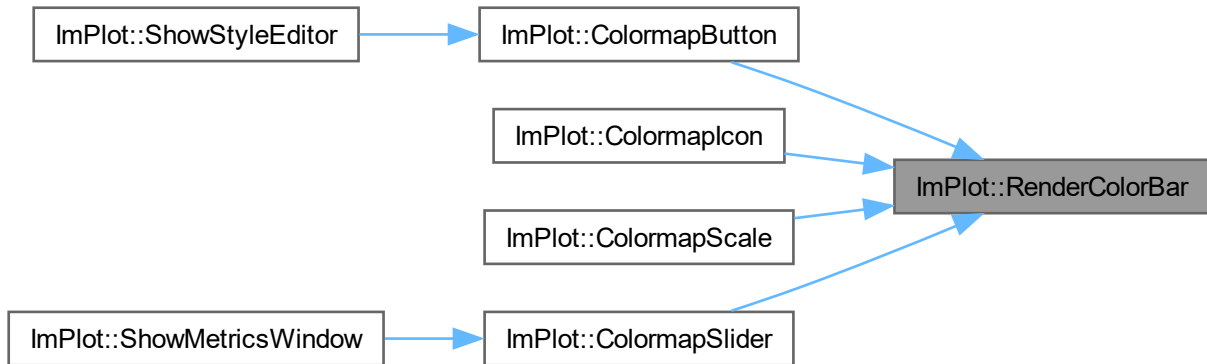 ImPlot::ShowStyleEditor
ImPlot::ColormapButton
ImPlot::ColormapIcon
ImPlot::RenderColorBar
ImPlot::ColormapScale
ImPlot::ShowMetricsWindow
ImPlot::ColormapSlider